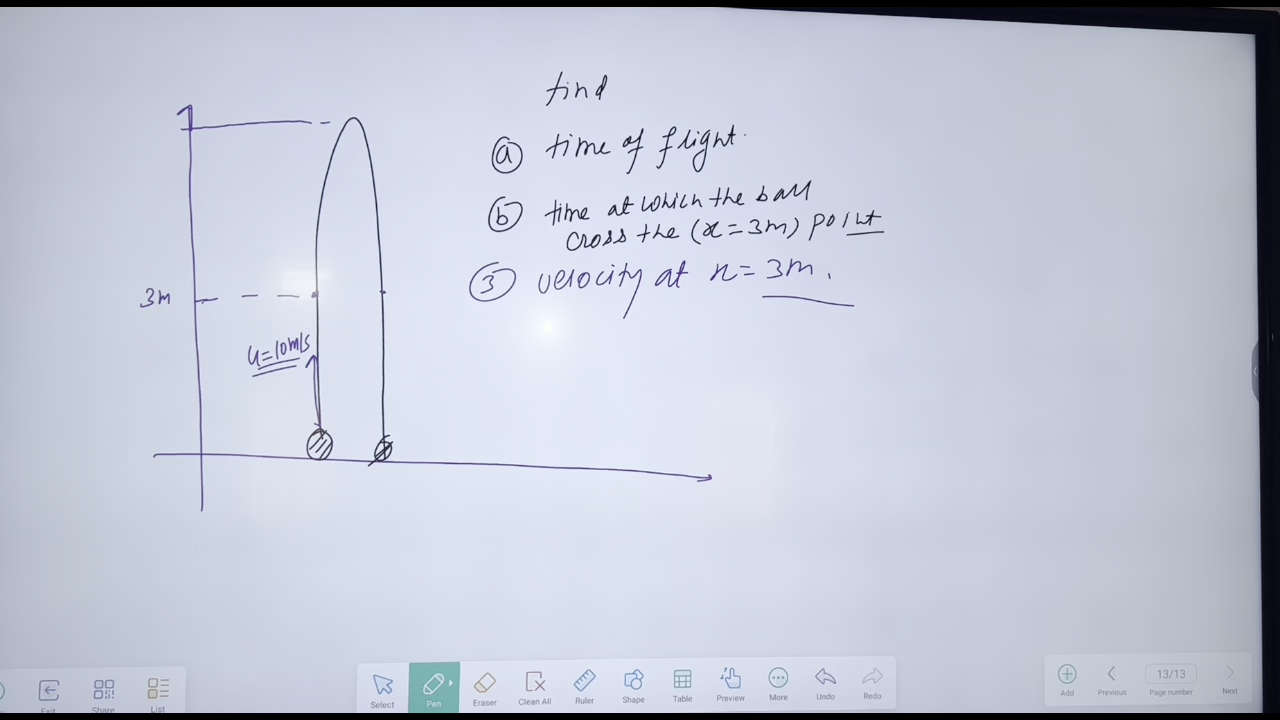 find
(a) time of flight.
(b) time at which the ball
cross the (x=3m) point
(3) velocity at x = 3m.
3m
u=10m/s
Exit
Share
List
Select
Pen
Eraser
Clean All
Ruler
Shape
Table
Preview
More
Undo
Redo
Add
Previous
13/13
Page number
Next